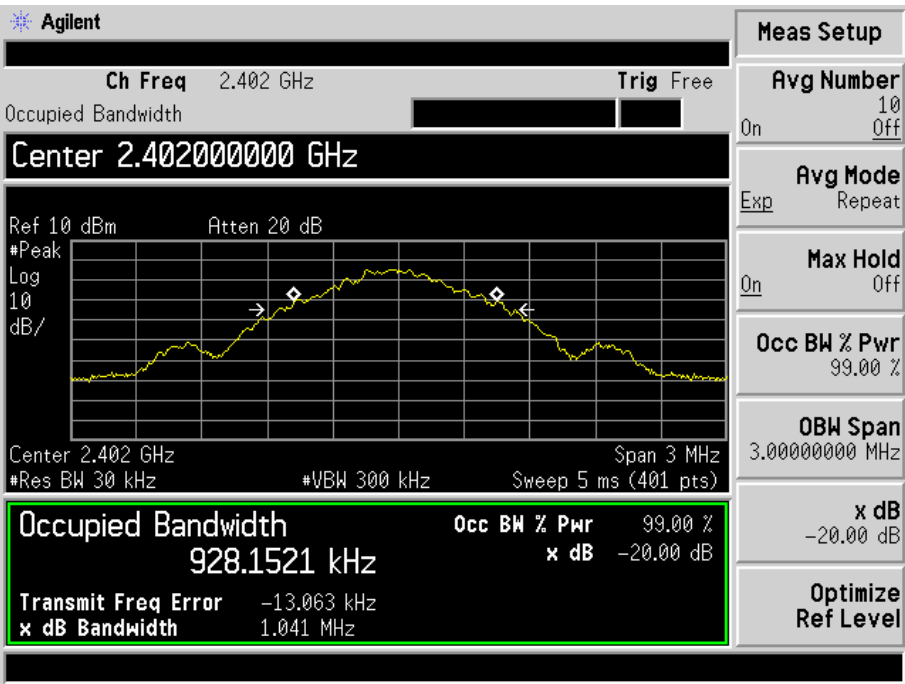 Agilent
Ch Freq 2.402 GHz Trig Free
Occupied Bandwidth
Center 2.402000000 GHz
Ref 10 dBm Atten 20 dB
#Peak
Log
10
dB/
Center 2.402 GHz Span 3 MHz
#Res BW 30 kHz #VBW 300 kHz Sweep 5 ms (401 pts)
Occupied Bandwidth Occ BW % Pwr 99.00 %
928.1521 kHz x dB -20.00 dB
Transmit Freq Error -13.063 kHz
x dB Bandwidth 1.041 MHz
Meas Setup
Avg Number
10
On Off
Avg Mode
Exp Repeat
Max Hold
On Off
Occ BW % Pwr
99.00 %
OBW Span
3.00000000 MHz
x dB
-20.00 dB
Optimize
Ref Level